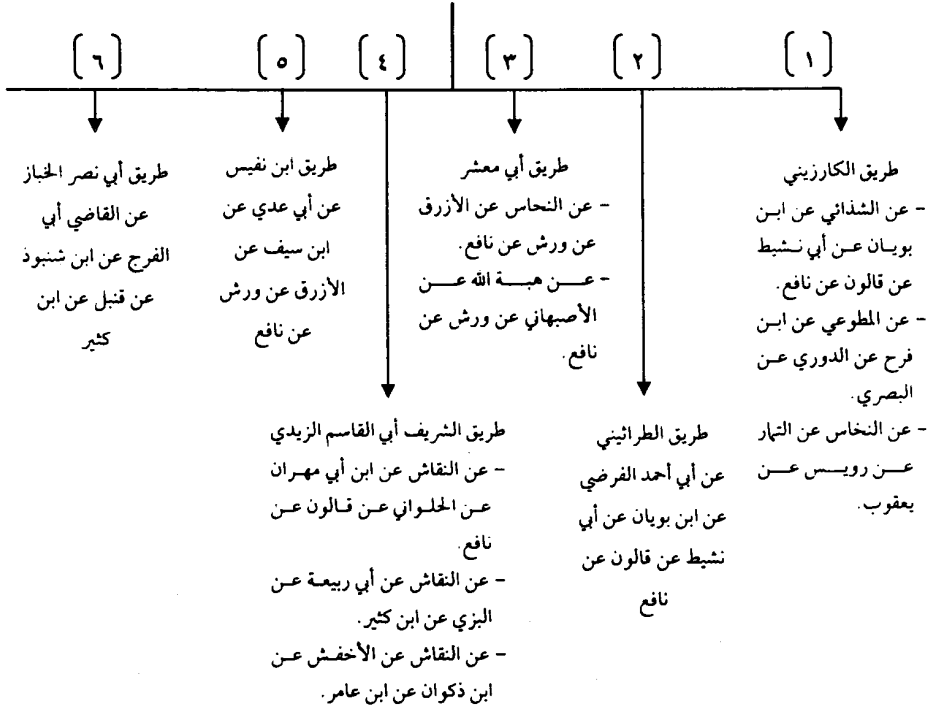 [١]
طريق الكارزيني
- عن الشذائي عن ابن
بويان عن أبي نشيط
عن قالون عن نافع.
- عن المطوعي عن ابن
فرح عن الدوري عن
البصري.
- عن النخاس عن التمار
عن رويس عن
يعقوب.
[٢]
طريق الطرائيني
عن أبي أحمد الفرضي
عن ابن بويان عن أبي
نشيط عن قالون عن
نافع
[٣]
طريق أبي معشر
- عن النحاس عن الأزرق
عن ورش عن نافع.
- عن هبة الله عن
الأصبهاني عن ورش عن
نافع.
[٤]
طريق الشريف أبي القاسم الزيدي
- عن النقاش عن ابن أبي مهران
عن الحلواني عن قالون عن
نافع.
- عن النقاش عن أبي ربيعة عن
البزي عن ابن كثير.
- عن النقاش عن الأخفش عن
ابن ذكوان عن ابن عامر.
[٥]
طريق ابن نفيس
عن أبي عدي عن
ابن سيف عن
الأزرق عن ورش
عن نافع
[٦]
طريق أبي نصر الخباز
عن القاضي أبي
الفرج عن ابن شنبوذ
عن قنبل عن ابن
كثير